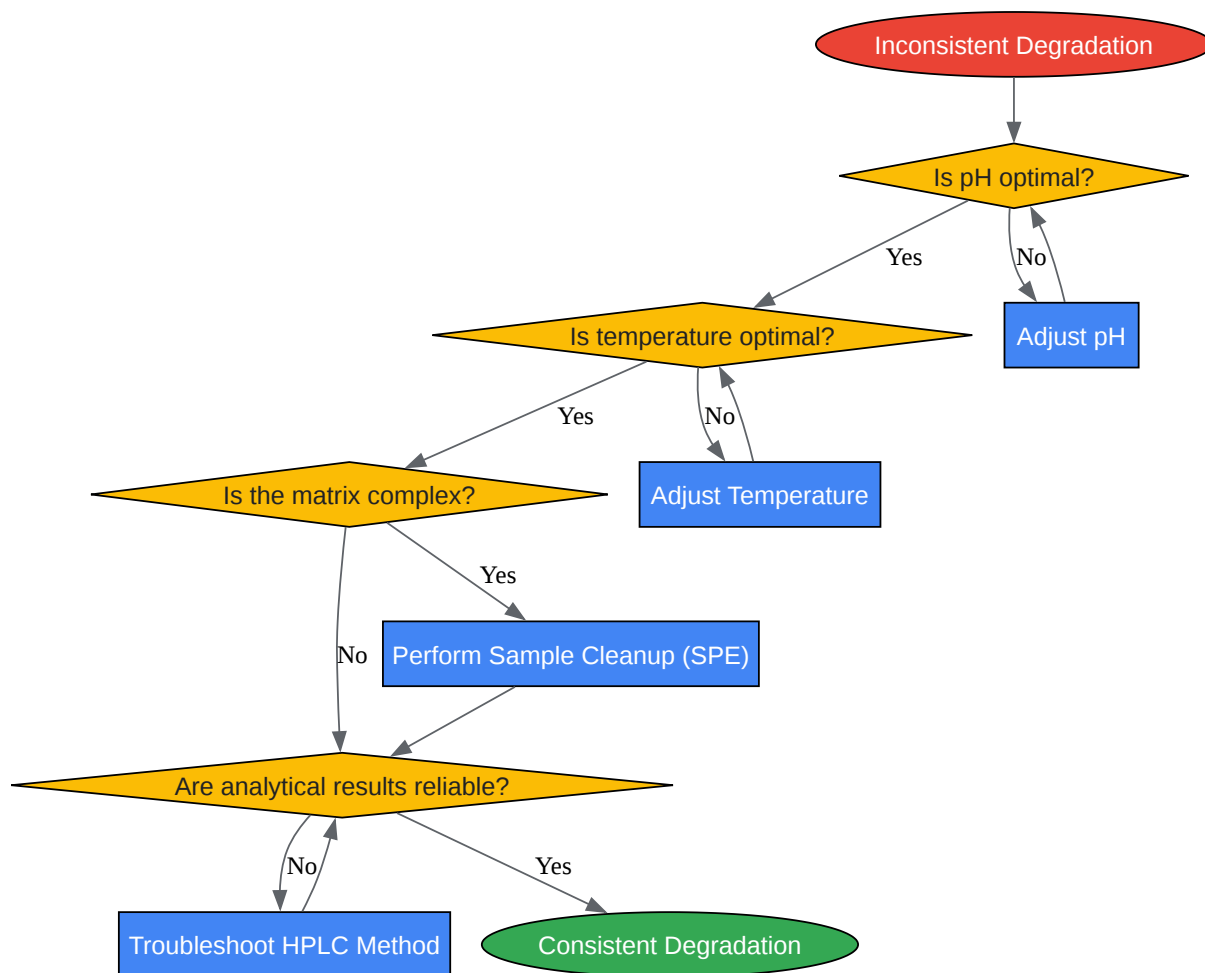 Inconsistent Degradation
Is pH optimal?
Yes
No
Is temperature optimal?
Adjust pH
Yes
No
Is the matrix complex?
Adjust Temperature
Yes
No
Perform Sample Cleanup (SPE)
Are analytical results reliable?
No
Yes
Troubleshoot HPLC Method
Consistent Degradation